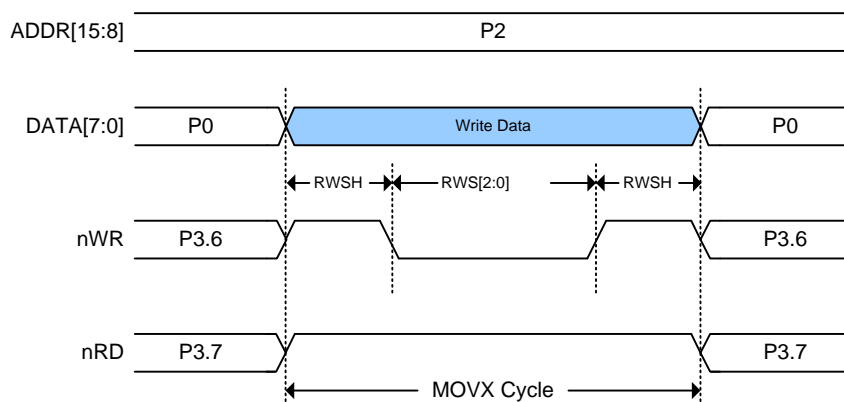 ADDR[15:8] P2
DATA[7:0] P0 Write Data P0
RWSH RWS[2:0] RWSH
nWR P3.6 P3.6
nRD P3.7 P3.7
MOVX Cycle